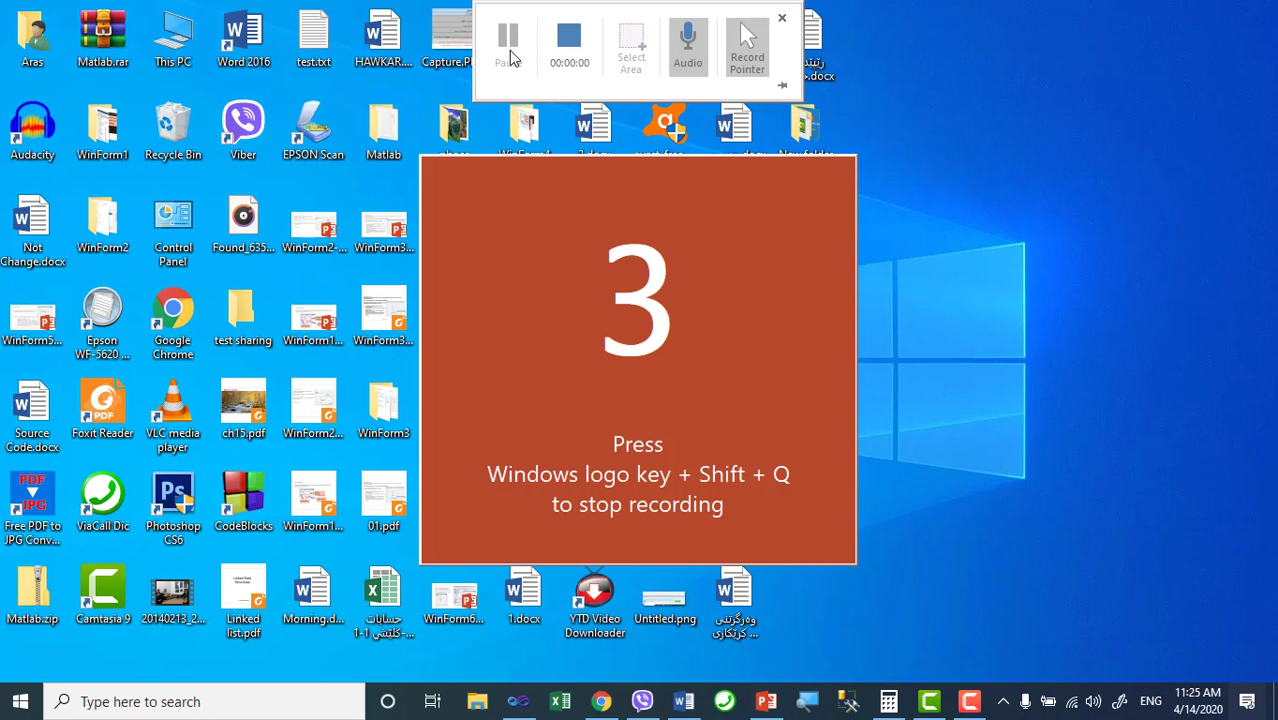 Pause
00:00:00
Select
Area
Audio
Record
Pointer
Aras
Matlab.rar
This PC
Word 2016
test.txt
HAWKAR....
Audacity
WinForm1
Recycle Bin
Viber
EPSON Scan
Matlab
Not
Change.docx
WinForm2
Control
Panel
Found_635...
WinForm2-...
WinForm3...
WinForm5...
Epson
WF-5620 ...
Google
Chrome
test sharing
WinForm1...
WinForm3...
Source
Code.docx
Foxit Reader
VLC media
player
ch15.pdf
WinForm2...
WinForm3
Free PDF to
JPG Conv...
ViaCall Dic
Photoshop
CS6
CodeBlocks
WinForm1...
01.pdf
Matlab.zip
Camtasia 9
20140213_2...
Linked
list.pdf
Morning.d...
حسابات
WinForm6...
1.docx
YTD Video
Downloader
Untitled.png
وەرگرتنی
کرێکاری ...
3
Press
Windows logo key + Shift + Q
to stop recording
Type here to search
ENG
11:25 AM
4/14/2020